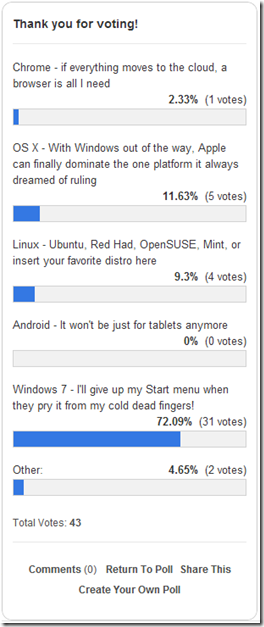 Thank you for voting!
Chrome - if everything moves to the cloud, a
browser is all I need
2.33% (1 votes)
OS X - With Windows out of the way, Apple
can finally dominate the one platform it always
dreamed of ruling
11.63% (5 votes)
Linux - Ubuntu, Red Had, OpenSUSE, Mint, or
insert your favorite distro here
9.3% (4 votes)
Android - It won't be just for tablets anymore
0% (0 votes)
Windows 7 - I'll give up my Start menu when
they pry it from my cold dead fingers!
72.09% (31 votes)
Other: 4.65% (2 votes)
Total Votes: 43
Comments (0) Return To Poll Share This
Create Your Own Poll